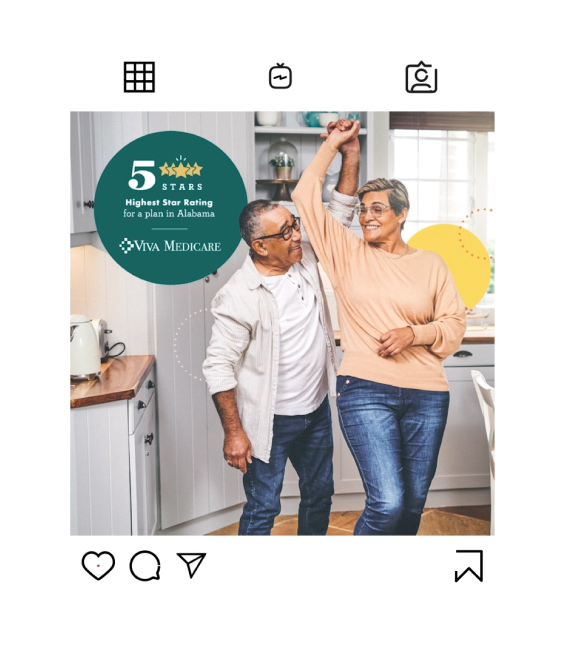 5
STARS
Highest Star Rating
for a plan in Alabama
VIVA MEDICARE